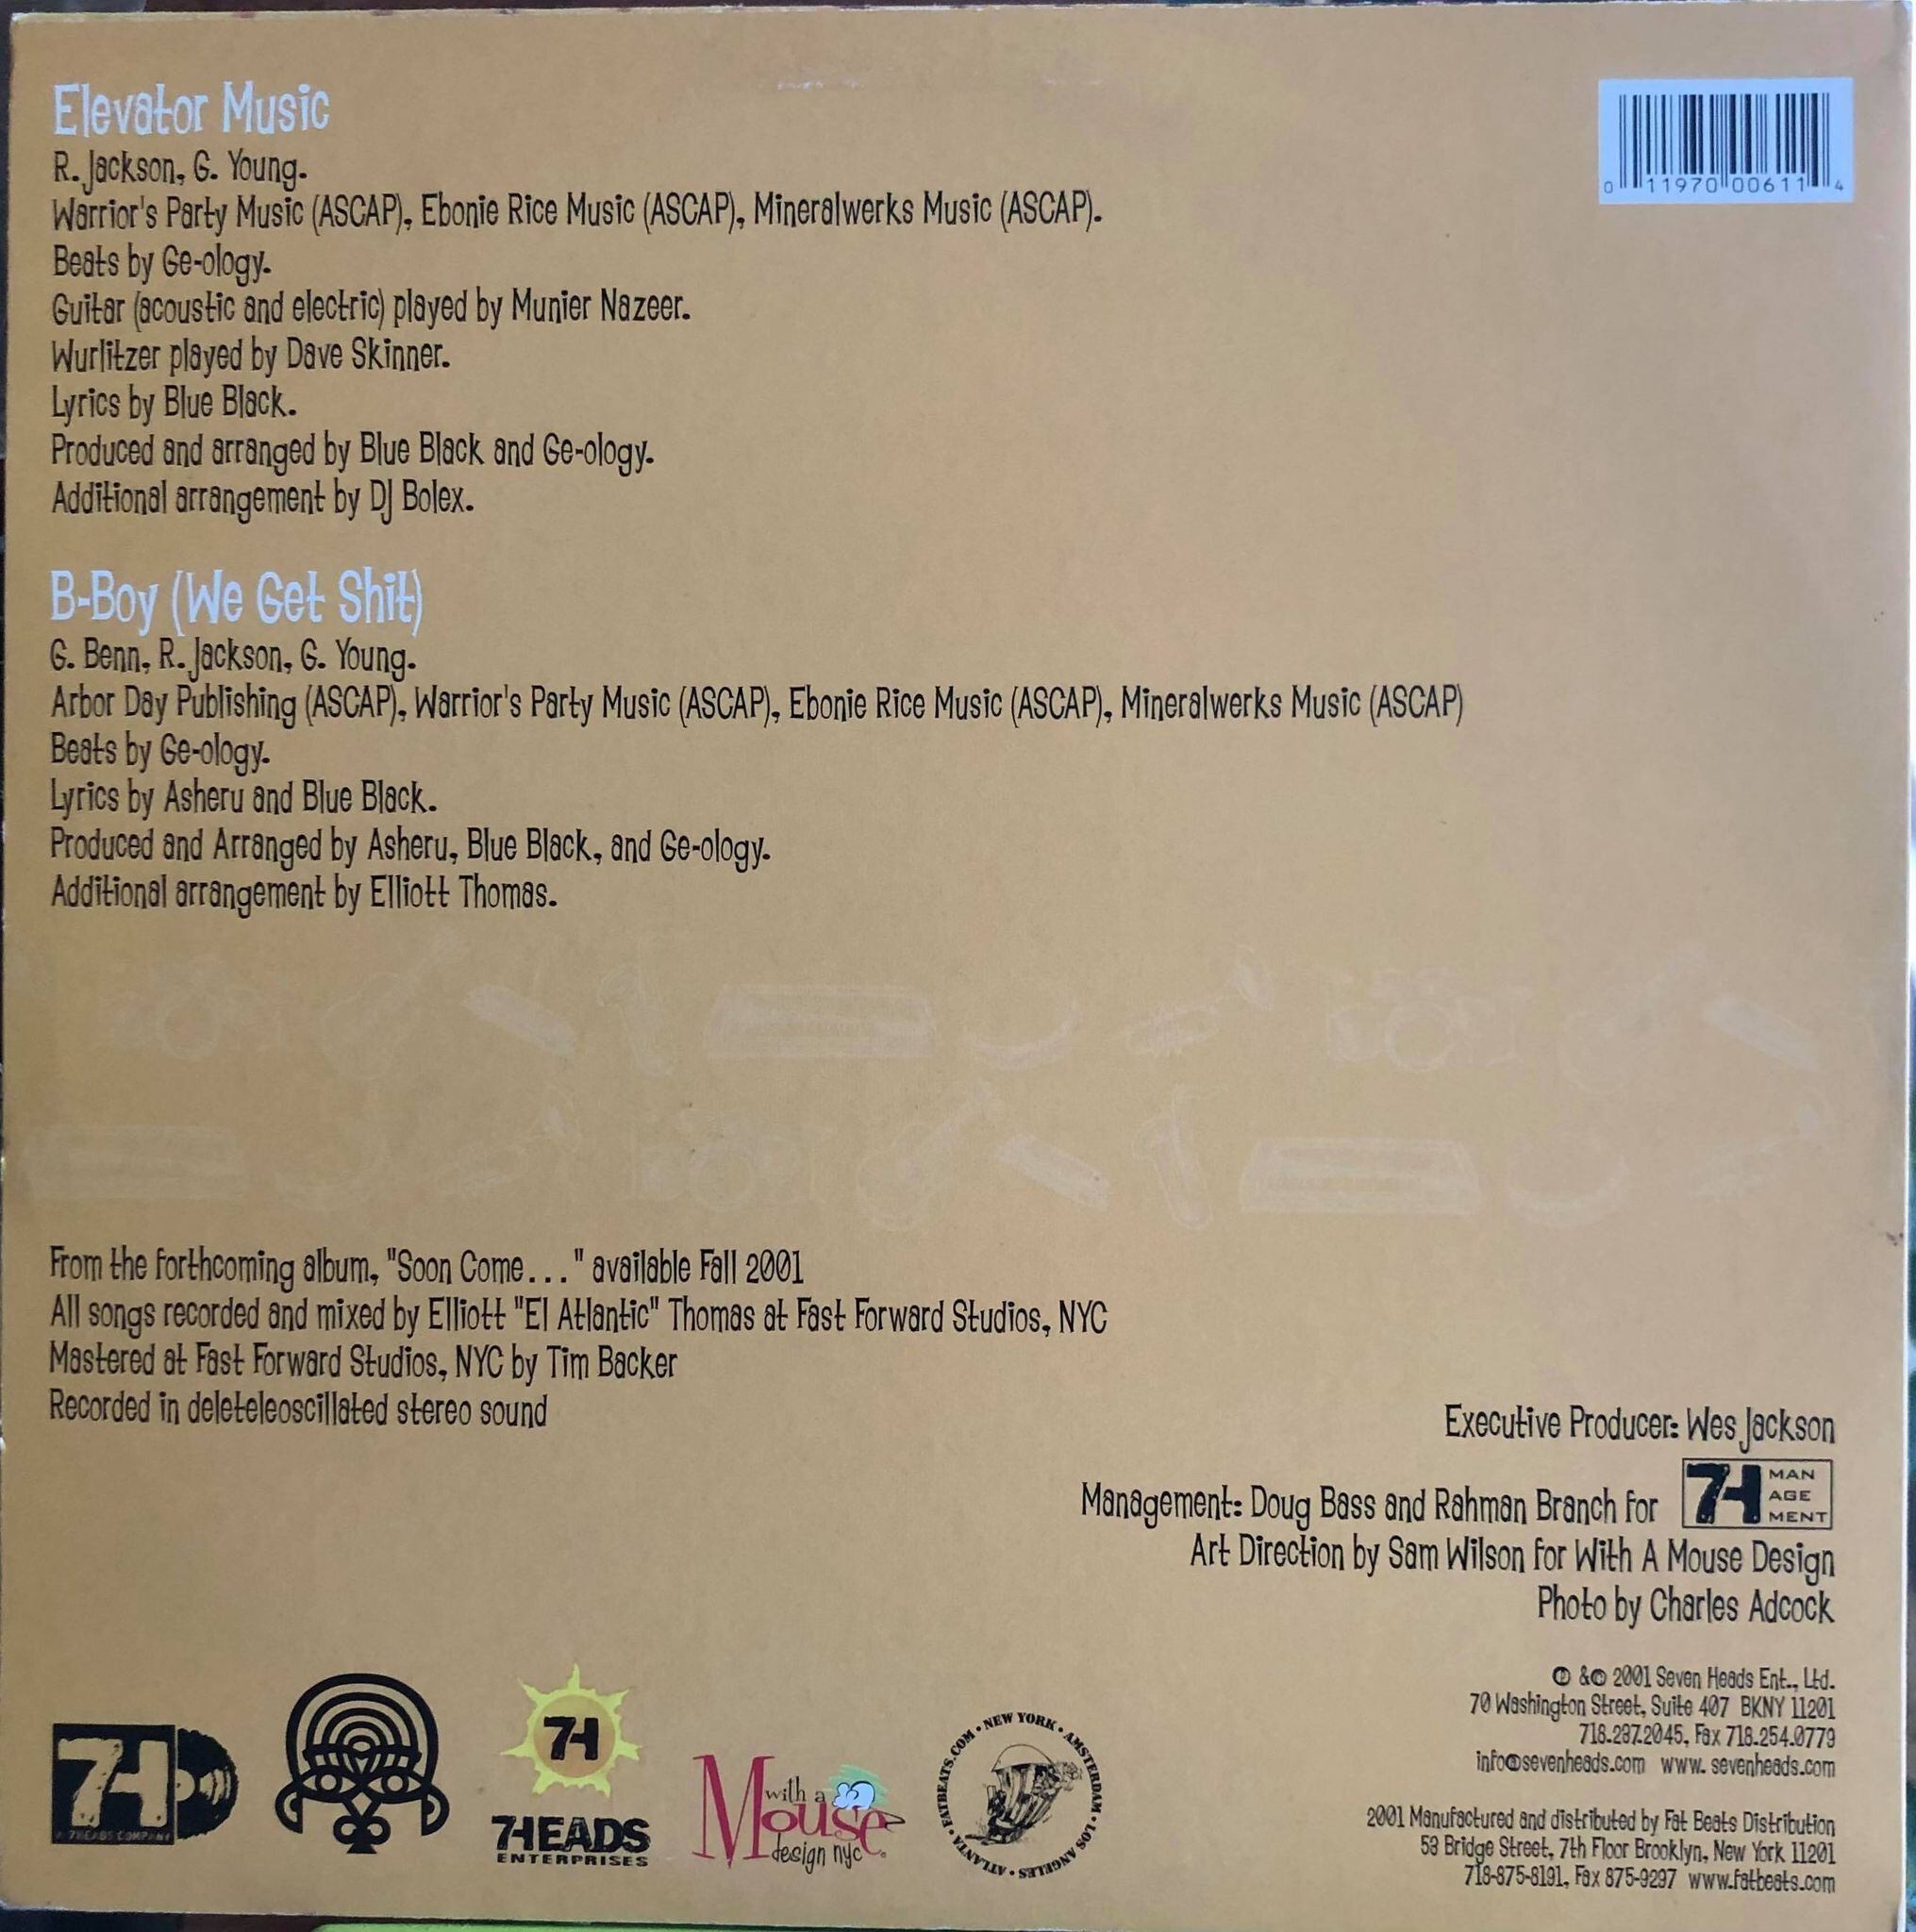 Elevator Music
R. Jackson, G. Young.
Warrior's Party Music (ASCAP), Ebonie Rice Music (ASCAP), Mineralwerks Music (ASCAP).
Beats by Ge-ology.
Guitar (acoustic and electric) played by Munier Nazeer.
Wurlitzer played by Dave Skinner.
Lyrics by Blue Black.
Produced and arranged by Blue Black and Ge-ology.
Additional arrangement by DJ Bolex.
0 11970 00611 4
B-Boy (We Get Shit)
G. Benn, R. Jackson, G. Young.
Arbor Day Publishing (ASCAP), Warrior's Party Music (ASCAP), Ebonie Rice Music (ASCAP), Mineralwerks Music (ASCAP)
Beats by Ge-ology.
Lyrics by Asheru and Blue Black.
Produced and Arranged by Asheru, Blue Black, and Ge-ology.
Additional arrangement by Elliott Thomas.
From the forthcoming album, "Soon Come..." available Fall 2001
All songs recorded and mixed by Elliott "El Atlantic" Thomas at Fast Forward Studios, NYC
Mastered at Fast Forward Studios, NYC by Tim Backer
Recorded in deleteleoscillated stereo sound
Executive Producer: Wes Jackson
Management: Doug Bass and Rahman Branch for 7H MAN AGE MENT
Art Direction by Sam Wilson for With A Mouse Design
Photo by Charles Adcock
℗ &© 2001 Seven Heads Ent., Ltd.
70 Washington Street, Suite 407 BKNY 11201
718.237.2045, Fax 718.254.0779
info@sevenheads.com www. sevenheads.com
2001 Manufactured and distributed by Fat Beats Distribution
53 Bridge Street, 7th Floor Brooklyn, New York 11201
718-875-8191, Fax 875-9297 www.fatbeats.com
7H
A 7HEADS COMPANY
7H
7HEADS
ENTERPRISES
with a
Mouse
design nyc
FATBEATS.COM • NEW YORK • AMSTERDAM • LOS ANGELES • ATLANTA •